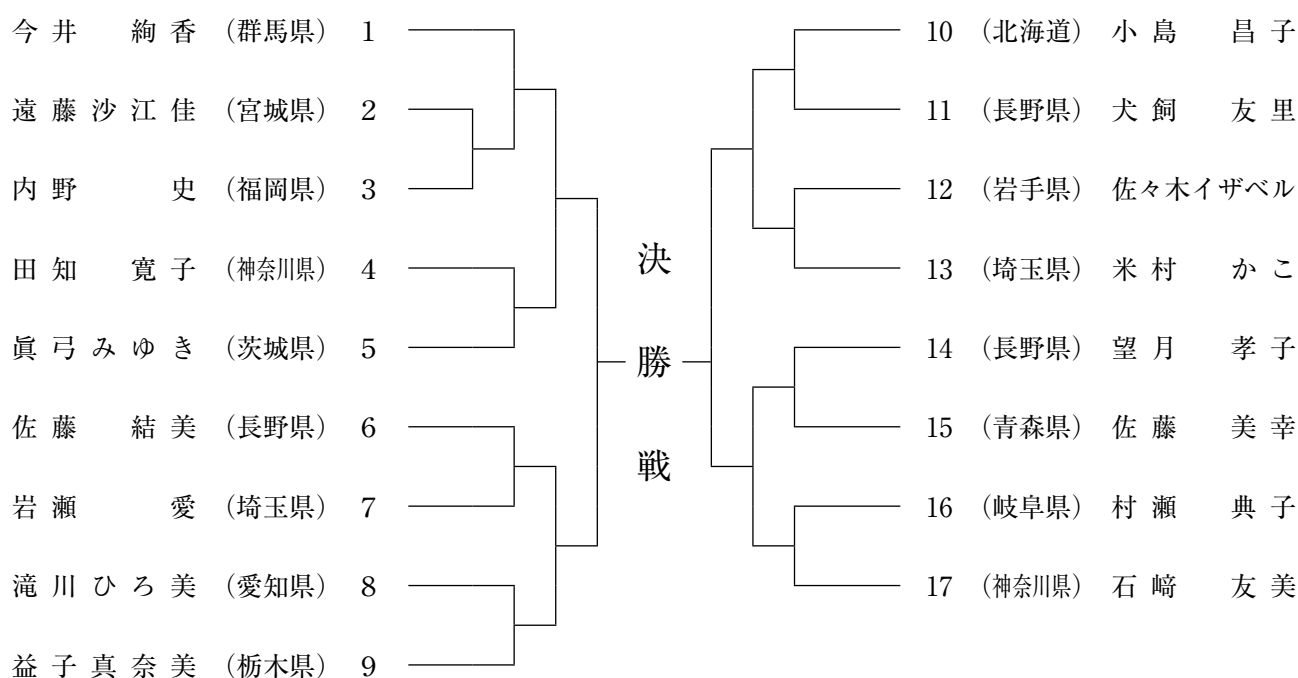 今井 絢香 （群馬県） 1
遠藤沙江佳 （宮城県） 2
内野 史 （福岡県） 3
田知 寛子 （神奈川県） 4
眞弓みゆき （茨城県） 5
佐藤 結美 （長野県） 6
岩瀬 愛 （埼玉県） 7
滝川ひろ美 （愛知県） 8
益子真奈美 （栃木県） 9
決勝戦
10 （北海道） 小島 昌子
11 （長野県） 犬飼 友里
12 （岩手県） 佐々木イザベル
13 （埼玉県） 米村 かこ
14 （長野県） 望月 孝子
15 （青森県） 佐藤 美幸
16 （岐阜県） 村瀬 典子
17 （神奈川県） 石﨑 友美